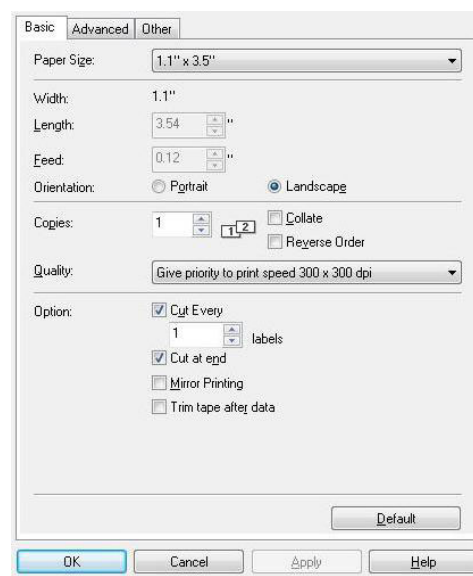 Basic Advanced Other
Paper Size: 1.1" x 3.5"
Width: 1.1"
Length: 3.54 "
Feed: 0.12 "
Orientation: Portrait Landscape
Copies: 1 1 2 Collate
Reverse Order
Quality: Give priority to print speed 300 x 300 dpi
Option: Cut Every
1 labels
Cut at end
Mirror Printing
Trim tape after data
Default
OK Cancel Apply Help